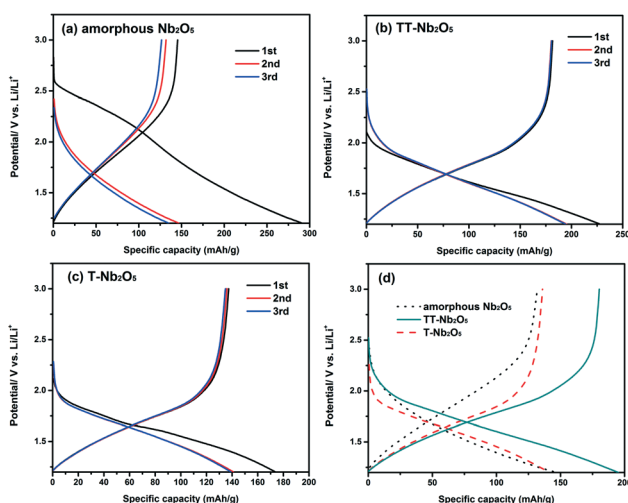 (a) amorphous Nb₂O₅
1st
2nd
3rd
3.0
2.5
2.0
1.5
0 50 100 150 200 250 300
Specific capacity (mAh/g)
Potential/ V vs. Li/Li⁺
(b) TT-Nb₂O₅
1st
2nd
3rd
3.0
2.5
2.0
1.5
0 50 100 150 200 250
Specific capacity (mAh/g)
Potential/ V vs. Li/Li⁺
(c) T-Nb₂O₅
1st
2nd
3rd
3.0
2.5
2.0
1.5
0 20 40 60 80 100 120 140 160 180 200
Specific capacity (mAh/g)
Potential/ V vs. Li/Li⁺
(d)
amorphous Nb₂O₅
TT-Nb₂O₅
T-Nb₂O₅
3.0
2.5
2.0
1.5
0 50 100 150 200
Specific capacity (mAh/g)
Potential/ V vs. Li/Li⁺